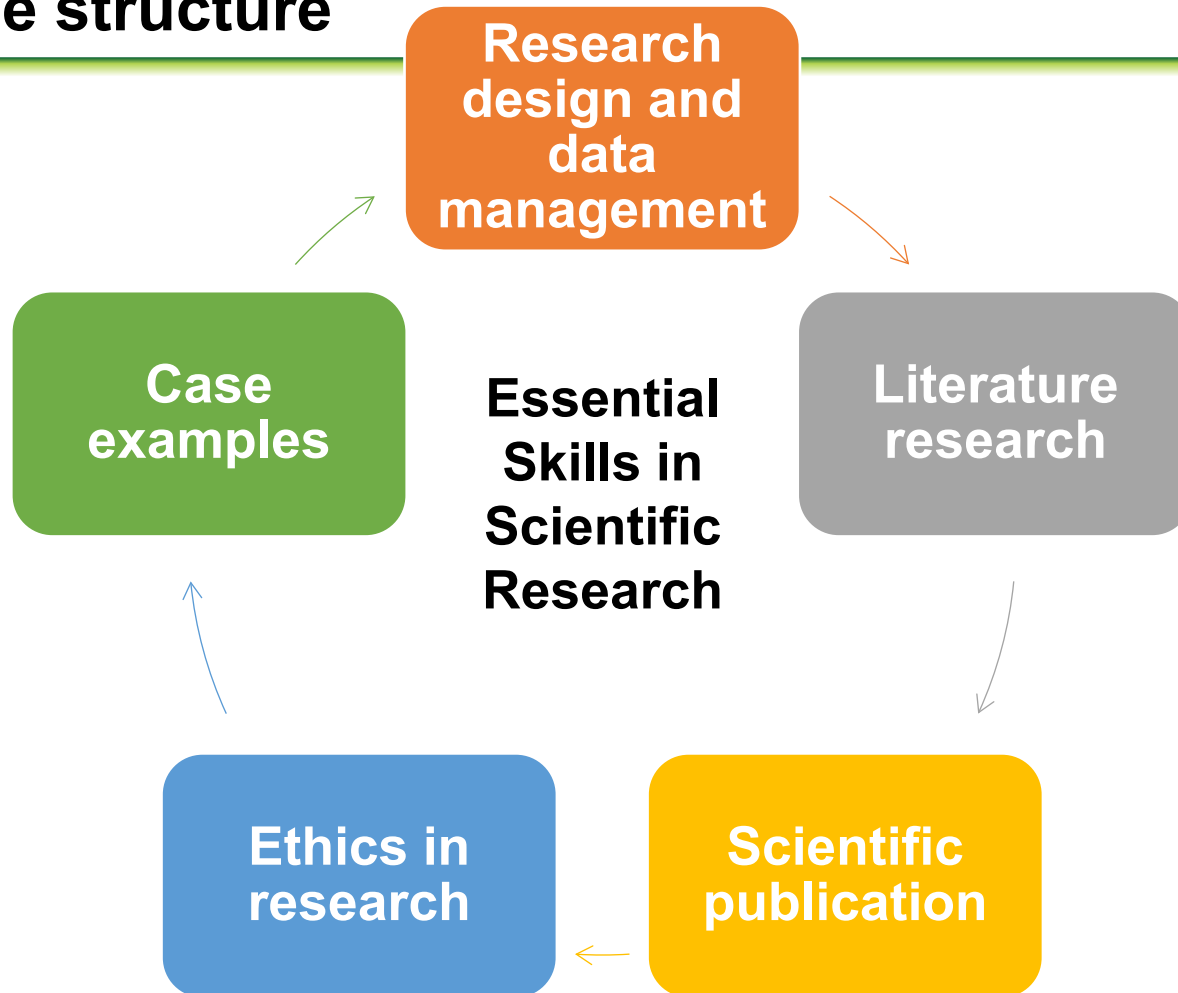 e structure
Research
design and
data
management
Case
examples
Essential
Skills in
Scientific
Research
Literature
research
Ethics in
research
Scientific
publication